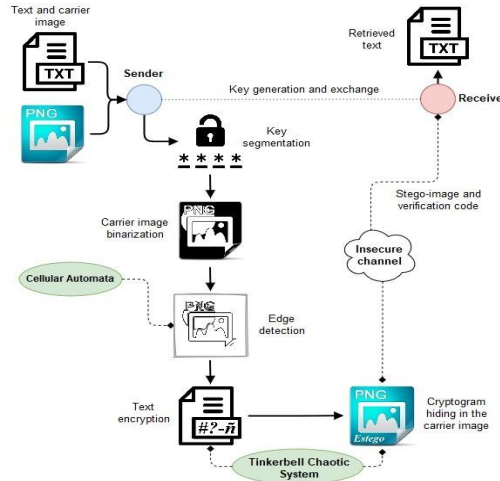 Text and carrier
image
TXT
PNG
Sender
Key generation and exchange
Retrieved
text
TXT
Receive
* * * *
Key
segmentation
Carrier image
binarization
PNG
Stego-image and
verification code
Insecure
channel
Cellular Automata
PNG
Edge
detection
Text
encryption
#?-ñ
PNG
Estego
Cryptogram
hiding in the
carrier image
Tinkerbell Chaotic
System